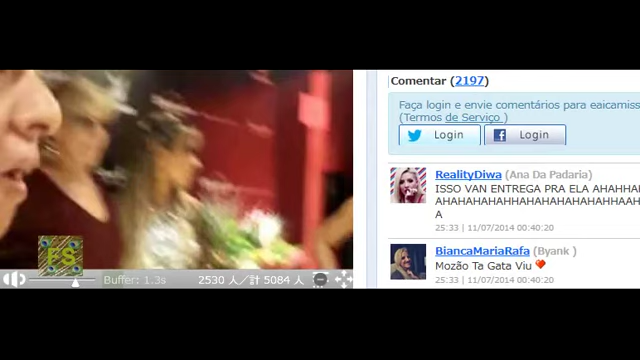 Comentar (2197)
Faça login e envie comentários para eaicamiss
(Termos de Serviço )
Login
Login
RealityDiwa (Ana Da Padaria)
ISSO VAN ENTREGA PRA ELA AHAHHA
AHAHAHAHAHHAHAHAHAHAHAHHAAH
A
25:33 | 11/07/2014 00:40:20
BiancaMariaRafa (Byank )
Mozão Ta Gata Viu
25:33 | 11/07/2014 00:40:20
FS
Buffer: 1.3s
2530 人／計 5084 人